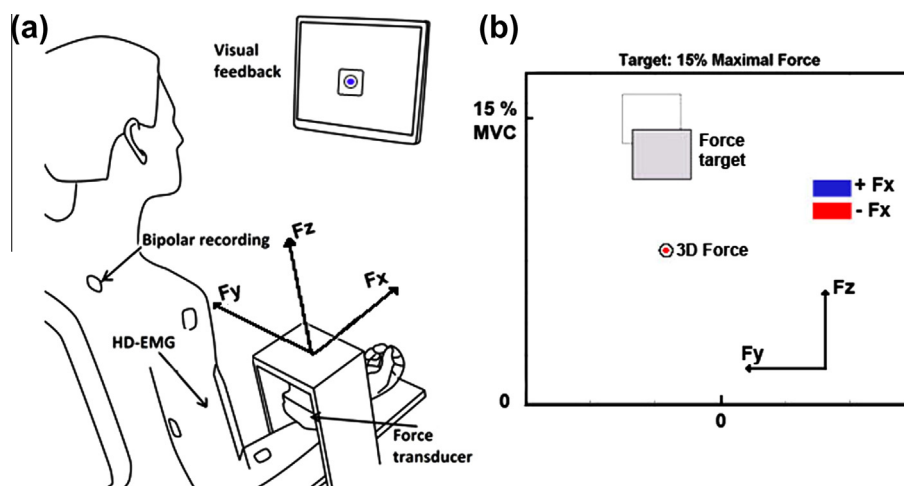 (a)
Visual
feedback
Bipolar recording
Fz
Fx
Fy
HD-EMG
Force
transducer
(b)
Target: 15% Maximal Force
15 %
MVC
Force
target
+ Fx
- Fx
3D Force
Fz
Fy
0
0